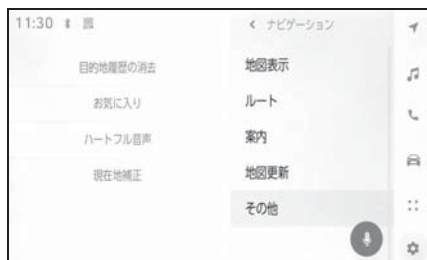 11:30
目的地履歴の消去
お気に入り
ハートフル音声
現在地補正
< ナビゲーション
地図表示
ルート
案内
地図更新
その他